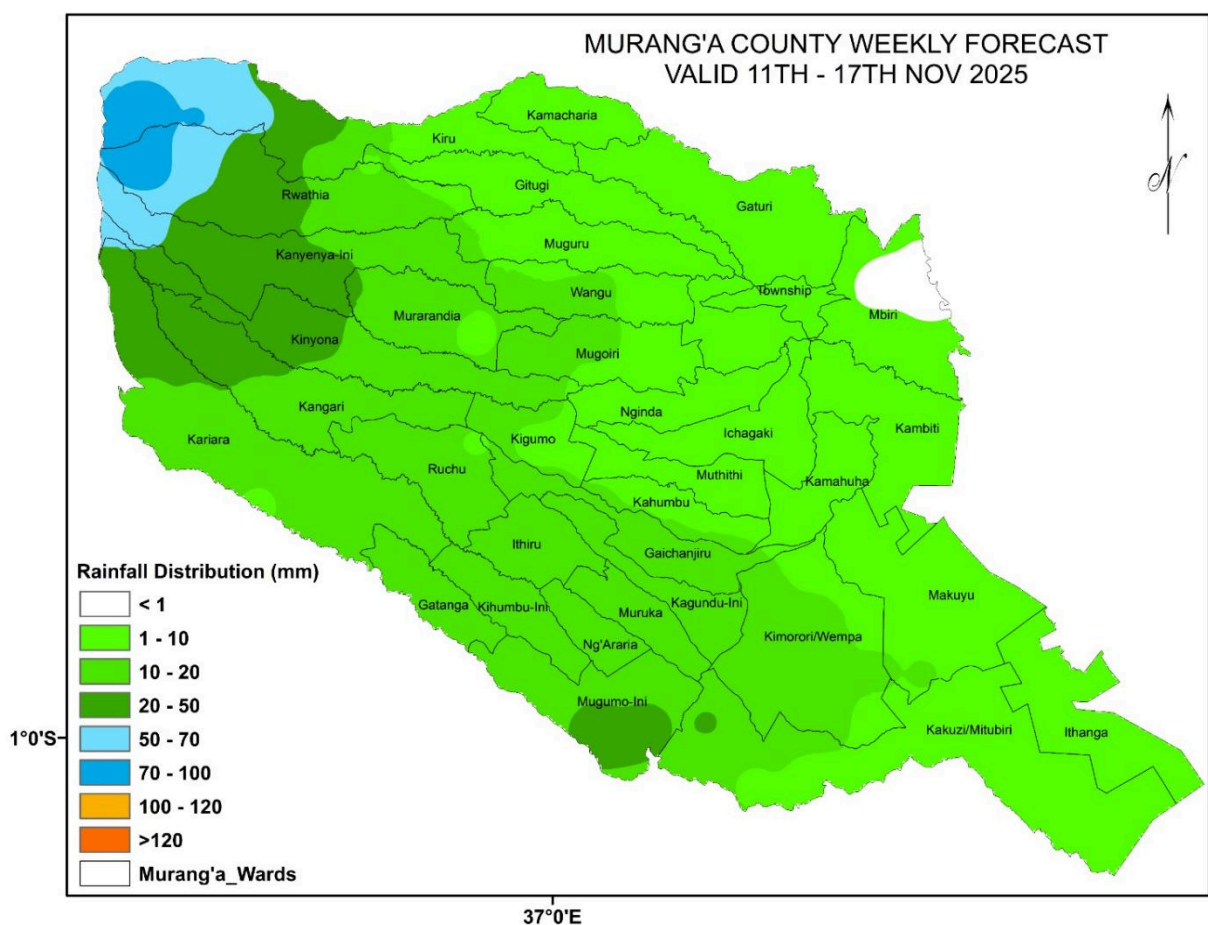 MURANG'A COUNTY WEEKLY FORECAST
VALID 11TH - 17TH NOV 2025
N
Kamacharia
Kiru
Gitugi
Rwathia
Gaturi
Muguru
Kanyenya-Ini
Wangu
Township
Murarandia
Mbiri
Kinyona
Mugoiri
Kangari
Nginda
Kambiti
Ichagaki
Kariara
Kigumo
Ruchu
Muthithi
Kamahuha
Kahumbu
Ithiru
Gaichanjiru
Makuyu
Gatanga
Kihumbu-Ini
Muruka
Kagundu-Ini
Kimorori/Wempa
Ng'Araria
Mugumo-Ini
Kakuzi/Mitubiri
Ithanga
Rainfall Distribution (mm)
< 1
1 - 10
10 - 20
20 - 50
50 - 70
70 - 100
100 - 120
>120
Murang'a_Wards
1°0'S
37°0'E